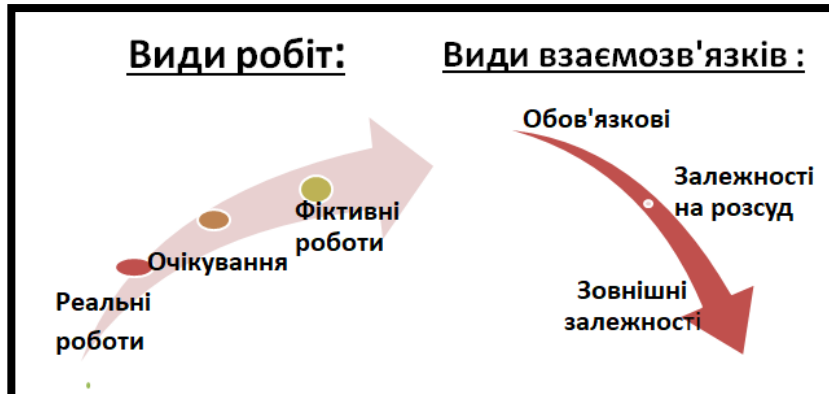 Види робіт:
Реальні
роботи
Очікування
Фіктивні
роботи
Види взаємозв'язків :
Обов'язкові
Залежності
на розсуд
Зовнішні
залежності